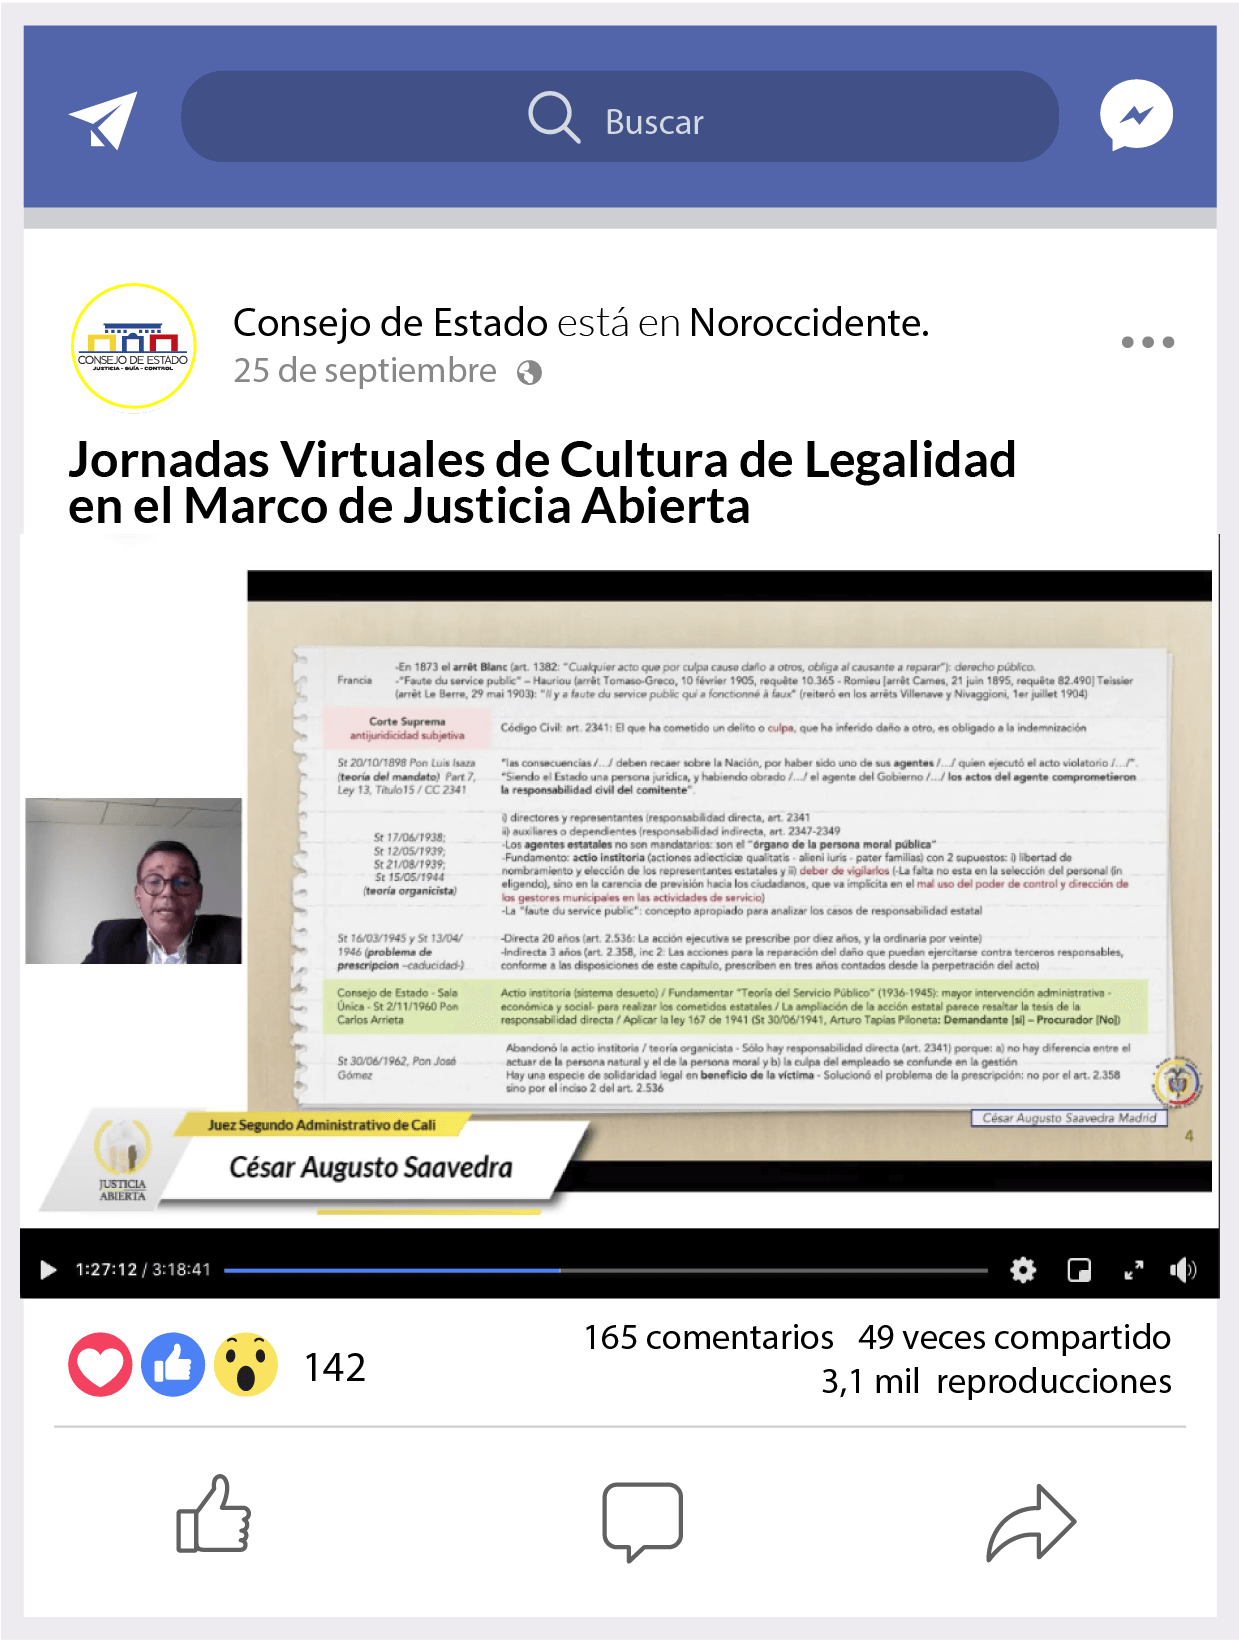 Buscar
Consejo de Estado está en Noroccidente.
25 de septiembre
CONSEJO DE ESTADO
JUSTICIA - GUÍA - CONTROL
Jornadas Virtuales de Cultura de Legalidad
en el Marco de Justicia Abierta
Francia
-En 1873 el arrêt Blanc (art. 1382: "Cualquier acto que por culpa cause daño a otros, obliga al causante a reparar"): derecho público.
-"Faute du service public" – Hauriou (arrêt Tomaso-Greco, 10 février 1905, requête 10.365 - Romieu [arrêt Cames, 21 juin 1895, requête 82.490] Teissier
(arrêt Le Berre, 29 mai 1903): "Il y a faute du service public qui a fonctionné à faux" (reiteró en los arrêts Villenave y Nivaggioni, 1er juillet 1904)
Corte Suprema
antijuridicidad subjetiva
Código Civil: art. 2341: El que ha cometido un delito o culpa, que ha inferido daño a otro, es obligado a la indemnización
St 20/10/1898 Pon Luis Isaza
(teoría del mandato) Part 7,
Ley 13, Título15 / CC 2341
"las consecuencias /.../ deben recaer sobre la Nación, por haber sido uno de sus agentes /.../ quien ejecutó el acto violatorio /.../".
"Siendo el Estado una persona jurídica, y habiendo obrado /.../ el agente del Gobierno /.../ los actos del agente comprometieron
la responsabilidad civil del comitente".
St 17/06/1938;
St 12/05/1939;
St 21/08/1939;
St 15/05/1944
(teoría organicista)
i) directores y representantes (responsabilidad directa, art. 2341
ii) auxiliares o dependientes (responsabilidad indirecta, art. 2347-2349
-Los agentes estatales no son mandatarios: son el "órgano de la persona moral pública"
-Fundamento: actio institoria (actiones adiecticiæ qualitatis - alieni iuris - pater familias) con 2 supuestos: i) libertad de
nombramiento y elección de los representantes estatales y ii) deber de vigilarlos (-La falta no esta en la selección del personal (in
eligendo), sino en la carencia de previsión hacia los ciudadanos, que va implícita en el mal uso del poder de control y dirección de
los gestores municipales en las actividades de servicio)
-La "faute du service public": concepto apropiado para analizar los casos de responsabilidad estatal
St 16/03/1945 y St 13/04/
1946 (problema de
prescripcion –caducidad-)
-Directa 20 años (art. 2.536: La acción ejecutiva se prescribe por diez años, y la ordinaria por veinte)
-Indirecta 3 años (art. 2.358, inc 2: Las acciones para la reparación del daño que puedan ejercitarse contra terceros responsables,
conforme a las disposiciones de este capítulo, prescriben en tres años contados desde la perpetración del acto)
Consejo de Estado - Sala
Única - St 2/11/1960 Pon
Carlos Arrieta
Actio institoria (sistema desueto) / Fundamentar "Teoría del Servicio Público" (1936-1945): mayor intervención administrativa -
económica y social- para realizar los cometidos estatales / La ampliación de la acción estatal parece resaltar la tesis de la
responsabilidad directa / Aplicar la ley 167 de 1941 (St 30/06/1941, Arturo Tapias Piloneta: Demandante [sí] – Procurador [No])
St 30/06/1962, Pon José
Gómez
Abandonó la actio institoria / teoría organicista - Sólo hay responsabilidad directa (art. 2341) porque: a) no hay diferencia entre el
actuar de la persona natural y el de la persona moral y b) la culpa del empleado se confunde en la gestión
Hay una especie de solidaridad legal en beneficio de la víctima - Solucionó el problema de la prescripción: no por el art. 2.358
sino por el inciso 2 del art. 2.536
César Augusto Saavedra Madrid
4
Juez Segundo Administrativo de Cali
César Augusto Saavedra
JUSTICIA
ABIERTA
1:27:12 / 3:18:41
142
165 comentarios 49 veces compartido
3,1 mil reproducciones